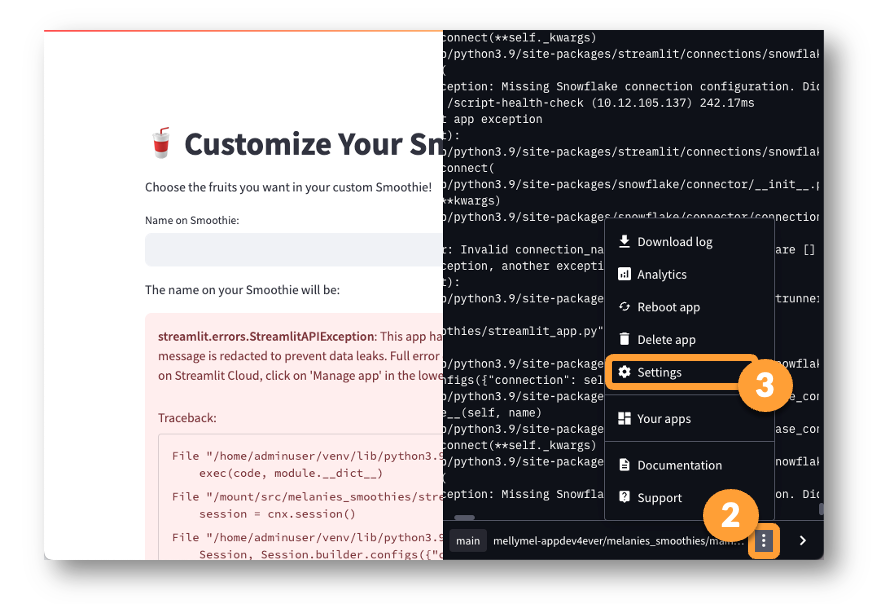 Customize Your Sm
Choose the fruits you want in your custom Smoothie!
Name on Smoothie:
The name on your Smoothie will be:
streamlit.errors.StreamlitAPIException: This app ha
message is redacted to prevent data leaks. Full error
on Streamlit Cloud, click on 'Manage app' in the lowe
Traceback:
File "/home/adminuser/venv/lib/python3.9
exec(code, module.__dict__)
File "/mount/src/melanies_smoothies/stre
session = cnx.session()
File "/home/adminuser/venv/lib/python3.9
Session, Session.builder.configs({"c
connect(**self._kwargs)
/python3.9/site-packages/streamlit/connections/snowflak
(
ception: Missing Snowflake connection configuration. Did
/script-health-check (10.12.105.137) 242.17ms
t app exception
t):
/python3.9/site-packages/streamlit/connections/snowflak
connect(
/python3.9/site-packages/snowflake/connector/__init__.p
**kwargs)
/python3.9/site-packages/snowflake/connector/connection
r: Invalid connection_na
are []
ception, another excepti
t):
/python3.9/site-package
trunne
othies/streamlit_app.py"
/python3.9/site-package
nowflak
nfigs({"connection": sel
/python3.9/site-package
se_con
e__(self, name)
/python3.9/site-package
ase_con
connect(**self._kwargs)
/python3.9/site-package
nowflak
(
ception: Missing Snowfla
on. Did
Download log
Analytics
Reboot app
Delete app
Settings
3
Your apps
Documentation
Support
2
main
mellymel-appdev4ever/melanies_smoothies/main...